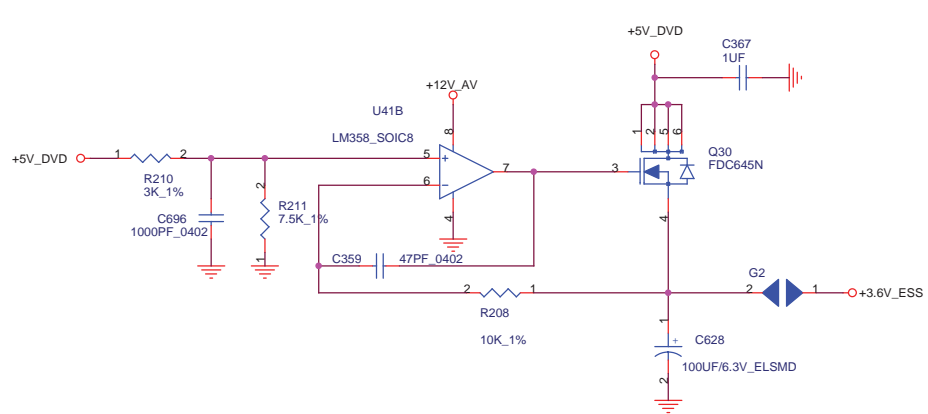 +5V_DVD
C367
1UF
+12V_AV
U41B
LM358_SOIC8
8
1
2
5
6
Q30
FDC645N
+5V_DVD
1
2
5
+
7
3
6
−
R210
3K_1%
2
R211
7.5K_1%
1
C696
1000PF_0402
4
4
C359
47PF_0402
G2
2
1
2
1
+3.6V_ESS
R208
10K_1%
1
+
C628
100UF/6.3V_ELSMD
2